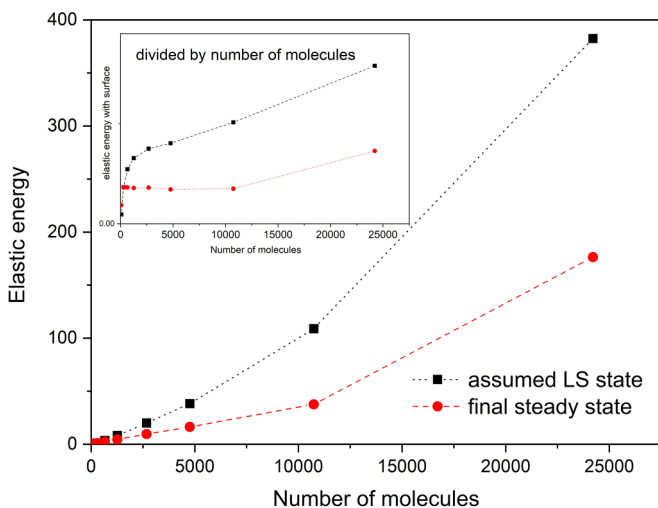 400
300
200
100
0
Elastic energy
divided by number of molecules
elastic energy with surface
0.00
0 5000 10000 15000 20000 25000
Number of molecules
assumed LS state
final steady state
0 5000 10000 15000 20000 25000
Number of molecules